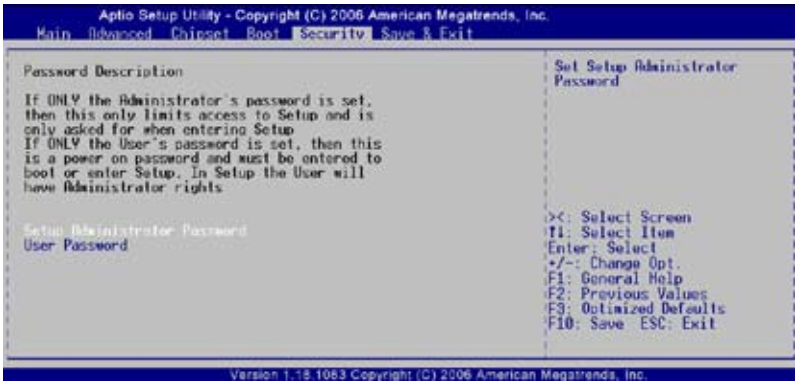 Aptio Setup Utility - Copyright (C) 2006 American Megatrends, Inc.
Main Advanced Chipset Boot Security Save & Exit
Password Description
If ONLY the Administrator's password is set,
then this only limits access to Setup and is
only asked for when entering Setup
If ONLY the User's password is set, then this
is a power on password and must be entered to
boot or enter Setup. In Setup the User will
have Administrator rights
Setup Administrator Password
User Password
Set Setup Administrator
Password
><: Select Screen
↑↓: Select Item
Enter: Select
+/-: Change Opt.
F1: General Help
F2: Previous Values
F3: Optimized Defaults
F10: Save ESC: Exit
Version 1.18.1083 Copyright (C) 2006 American Megatrends, Inc.